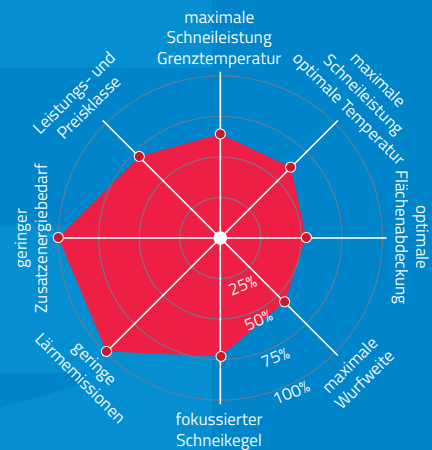 maximale
Schneileistung
Grenztemperatur
maximale
Schneileistung
optimale Temperatur
optimale
Flächenabdeckung
maximale
Wurfweite
fokussierter
Schneikegel
geringe
Lärmemissionen
geringer
Zusatzenergiebedarf
Leistungs- und
Preisklasse
25%
50%
75%
100%